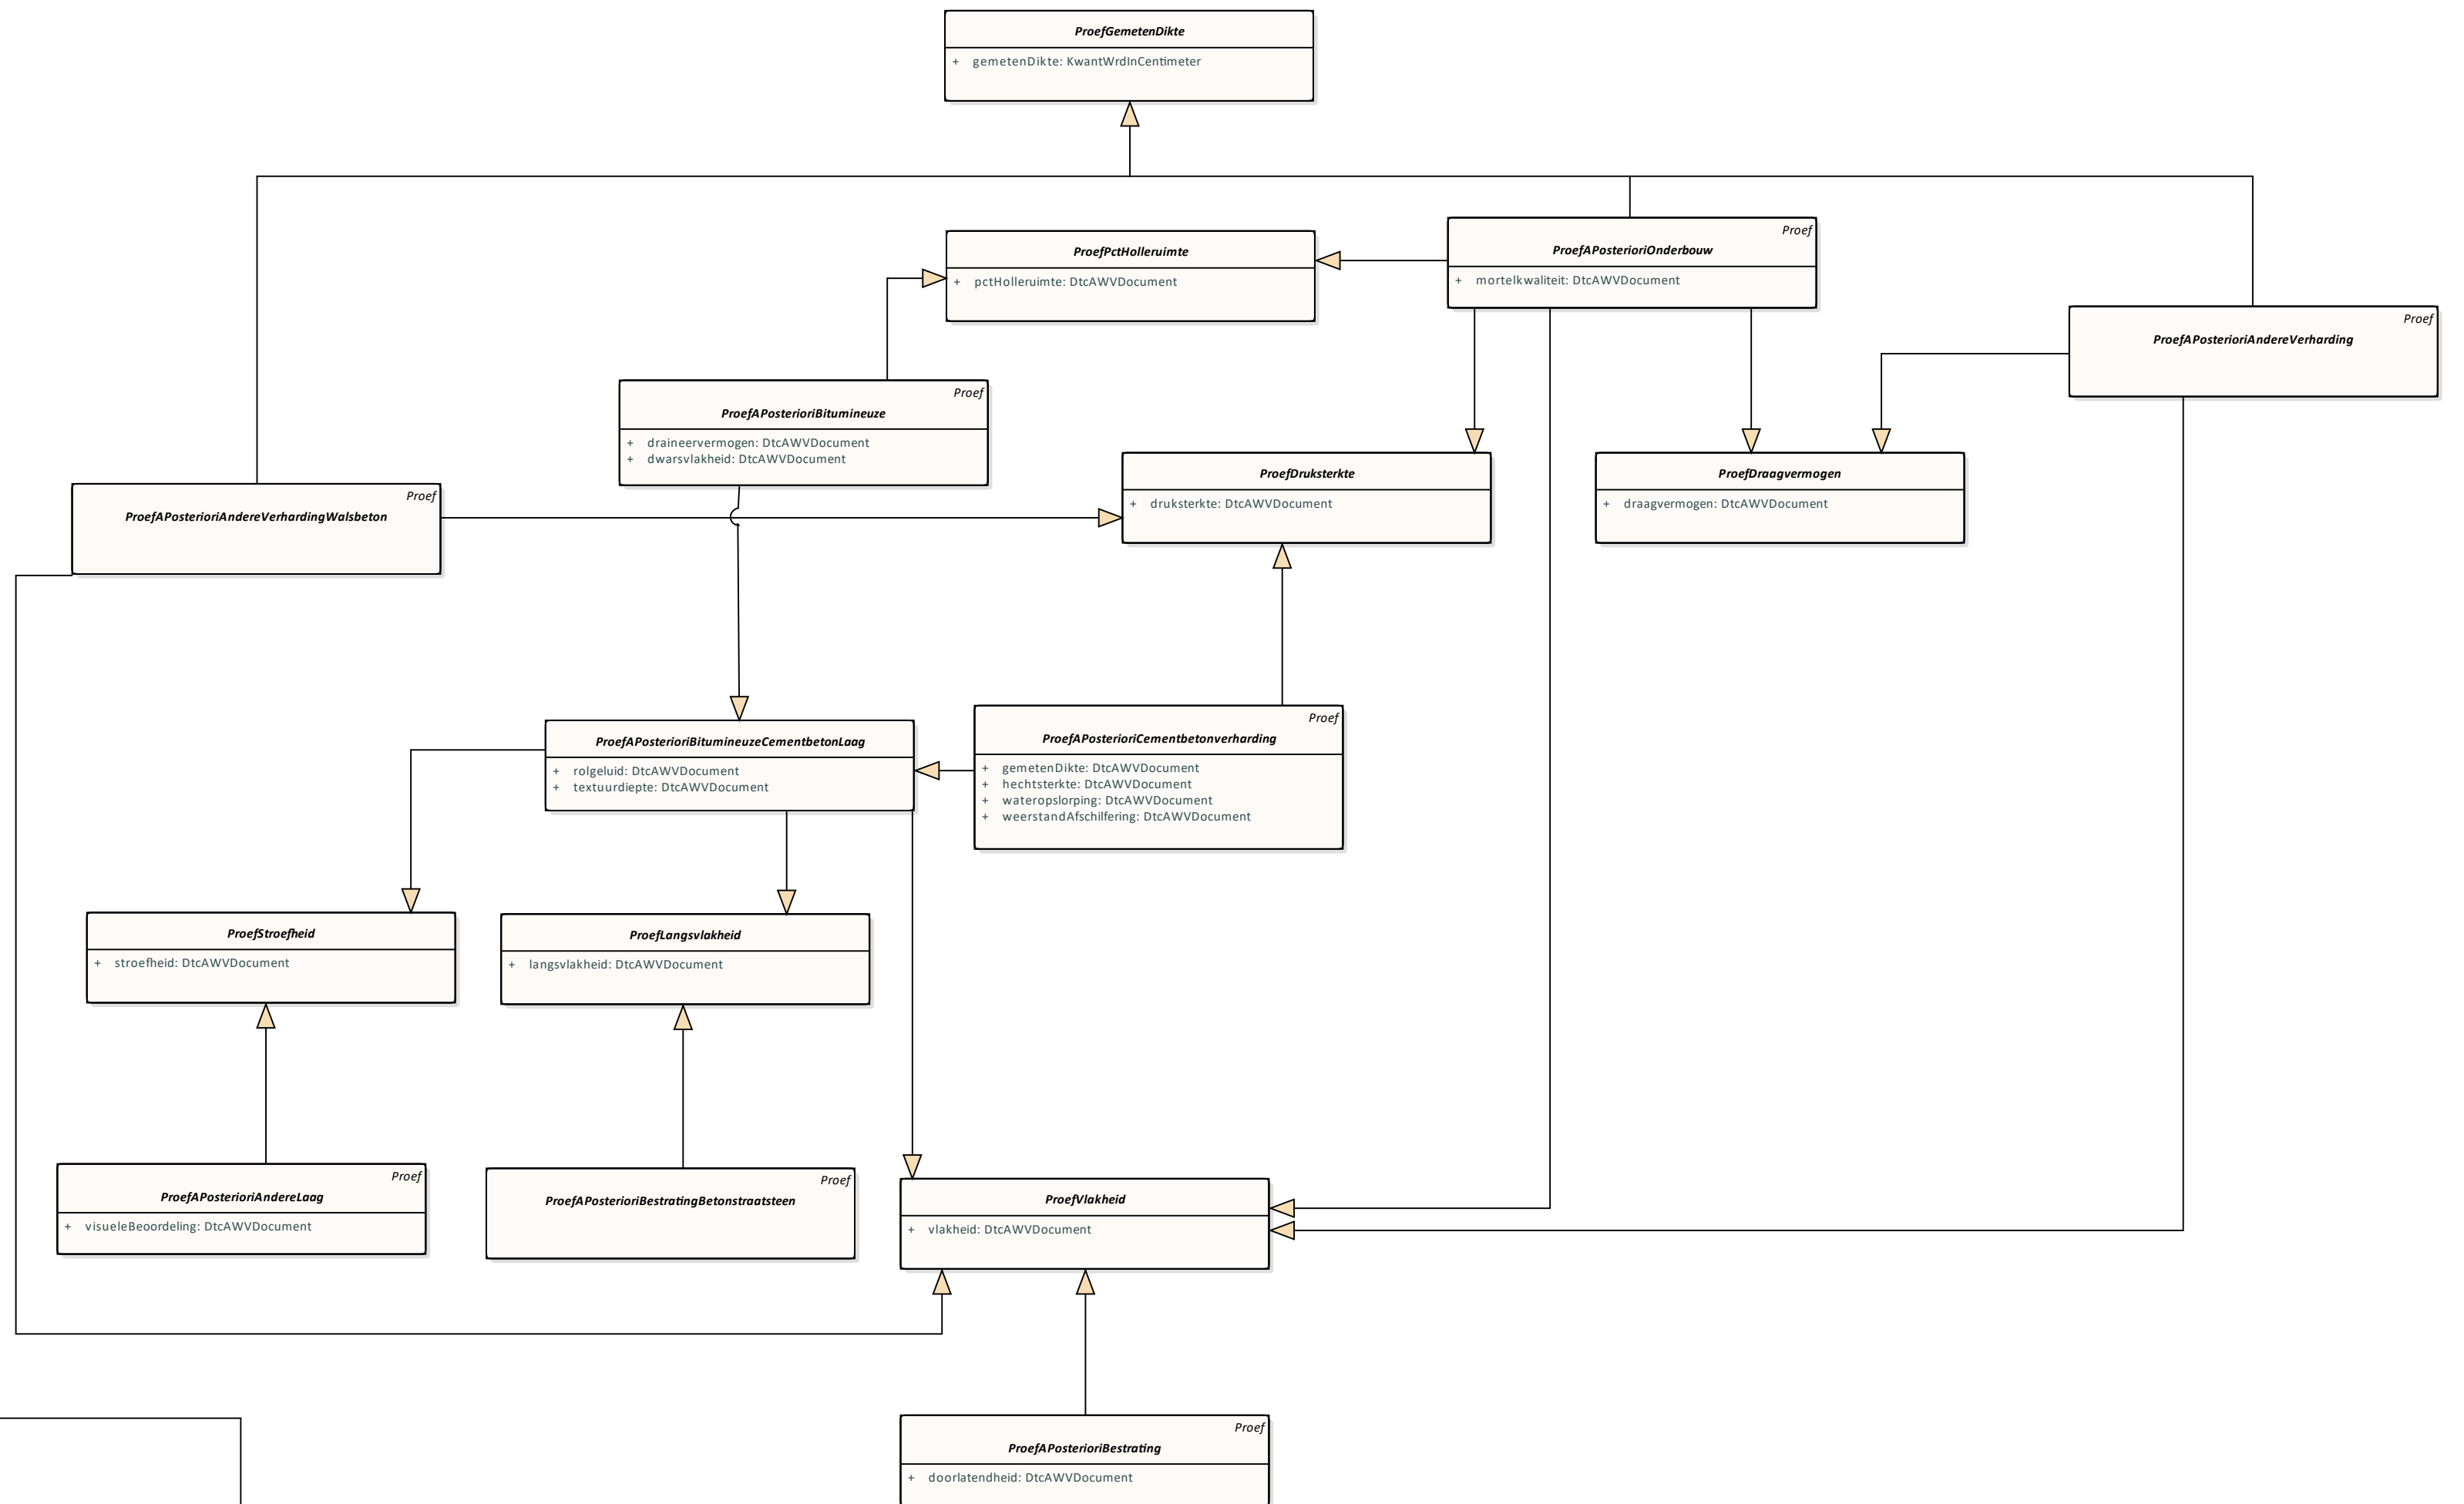 ProefGemetenDikte
+ gemetenDikte: KwantWrdInCentimeter
ProefPctHolleruimte
+ pctHolleruimte: DtcAWVDocument
Proef
ProefAPosterioriOnderbouw
+ mortelkwaliteit: DtcAWVDocument
Proef
ProefAPosterioriAndereVerharding
Proef
ProefAPosterioriBitumineuze
+ draineervermogen: DtcAWVDocument
+ dwarsvlakheid: DtcAWVDocument
Proef
ProefAPosterioriAndereVerhardingWalsbeton
ProefDruksterkte
+ druksterkte: DtcAWVDocument
ProefDraagvermogen
+ draagvermogen: DtcAWVDocument
ProefAPosterioriBitumineuzeCementbetonLaag
+ rolgeluid: DtcAWVDocument
+ textuurdiepte: DtcAWVDocument
Proef
ProefAPosterioriCementbetonverharding
+ gemetenDikte: DtcAWVDocument
+ hechtsterkte: DtcAWVDocument
+ wateropslorping: DtcAWVDocument
+ weerstandAfschilfering: DtcAWVDocument
ProefStroefheid
+ stroefheid: DtcAWVDocument
ProefLangsvlakheid
+ langsvlakheid: DtcAWVDocument
Proef
ProefAPosterioriAndereLaag
+ visueleBeoordeling: DtcAWVDocument
Proef
ProefAPosterioriBestratingBetonstraatsteen
ProefVlakheid
+ vlakheid: DtcAWVDocument
Proef
ProefAPosterioriBestrating
+ doorlatendheid: DtcAWVDocument